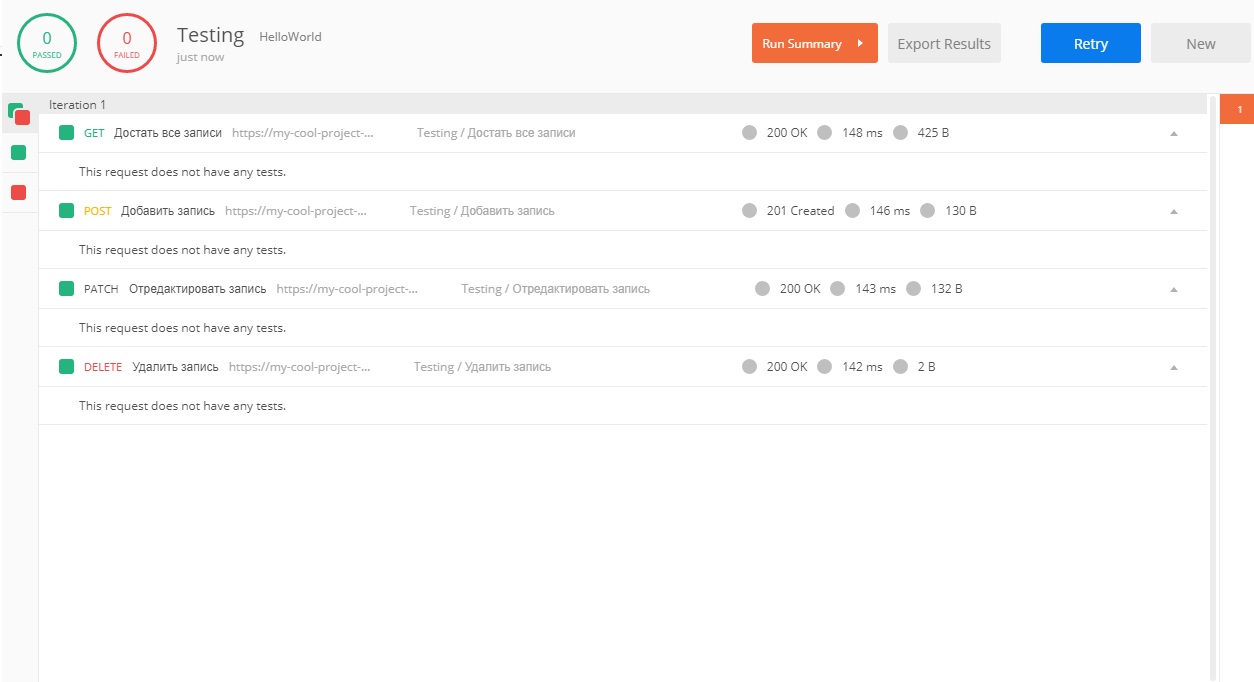 0
PASSED
0
FAILED
Testing HelloWorld
just now
Run Summary
Export Results
Retry
New
Iteration 1
1
GET Достать все записи https://my-cool-project-... Testing / Достать все записи 200 OK 148 ms 425 B
This request does not have any tests.
POST Добавить запись https://my-cool-project-... Testing / Добавить запись 201 Created 146 ms 130 B
This request does not have any tests.
PATCH Отредактировать запись https://my-cool-project-... Testing / Отредактировать запись 200 OK 143 ms 132 B
This request does not have any tests.
DELETE Удалить запись https://my-cool-project-... Testing / Удалить запись 200 OK 142 ms 2 B
This request does not have any tests.